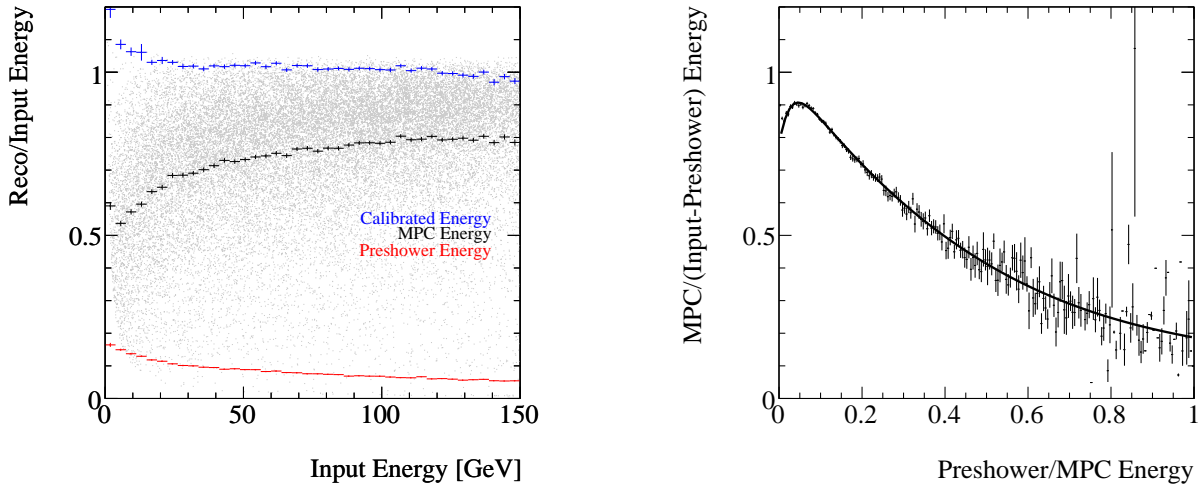 Reco/Input Energy
1
0.5
0
Calibrated Energy
MPC Energy
Preshower Energy
0 50 100 150
Input Energy [GeV]
MPC/(Input-Preshower) Energy
1
0.5
0
0.2 0.4 0.6 0.8 1
Preshower/MPC Energy